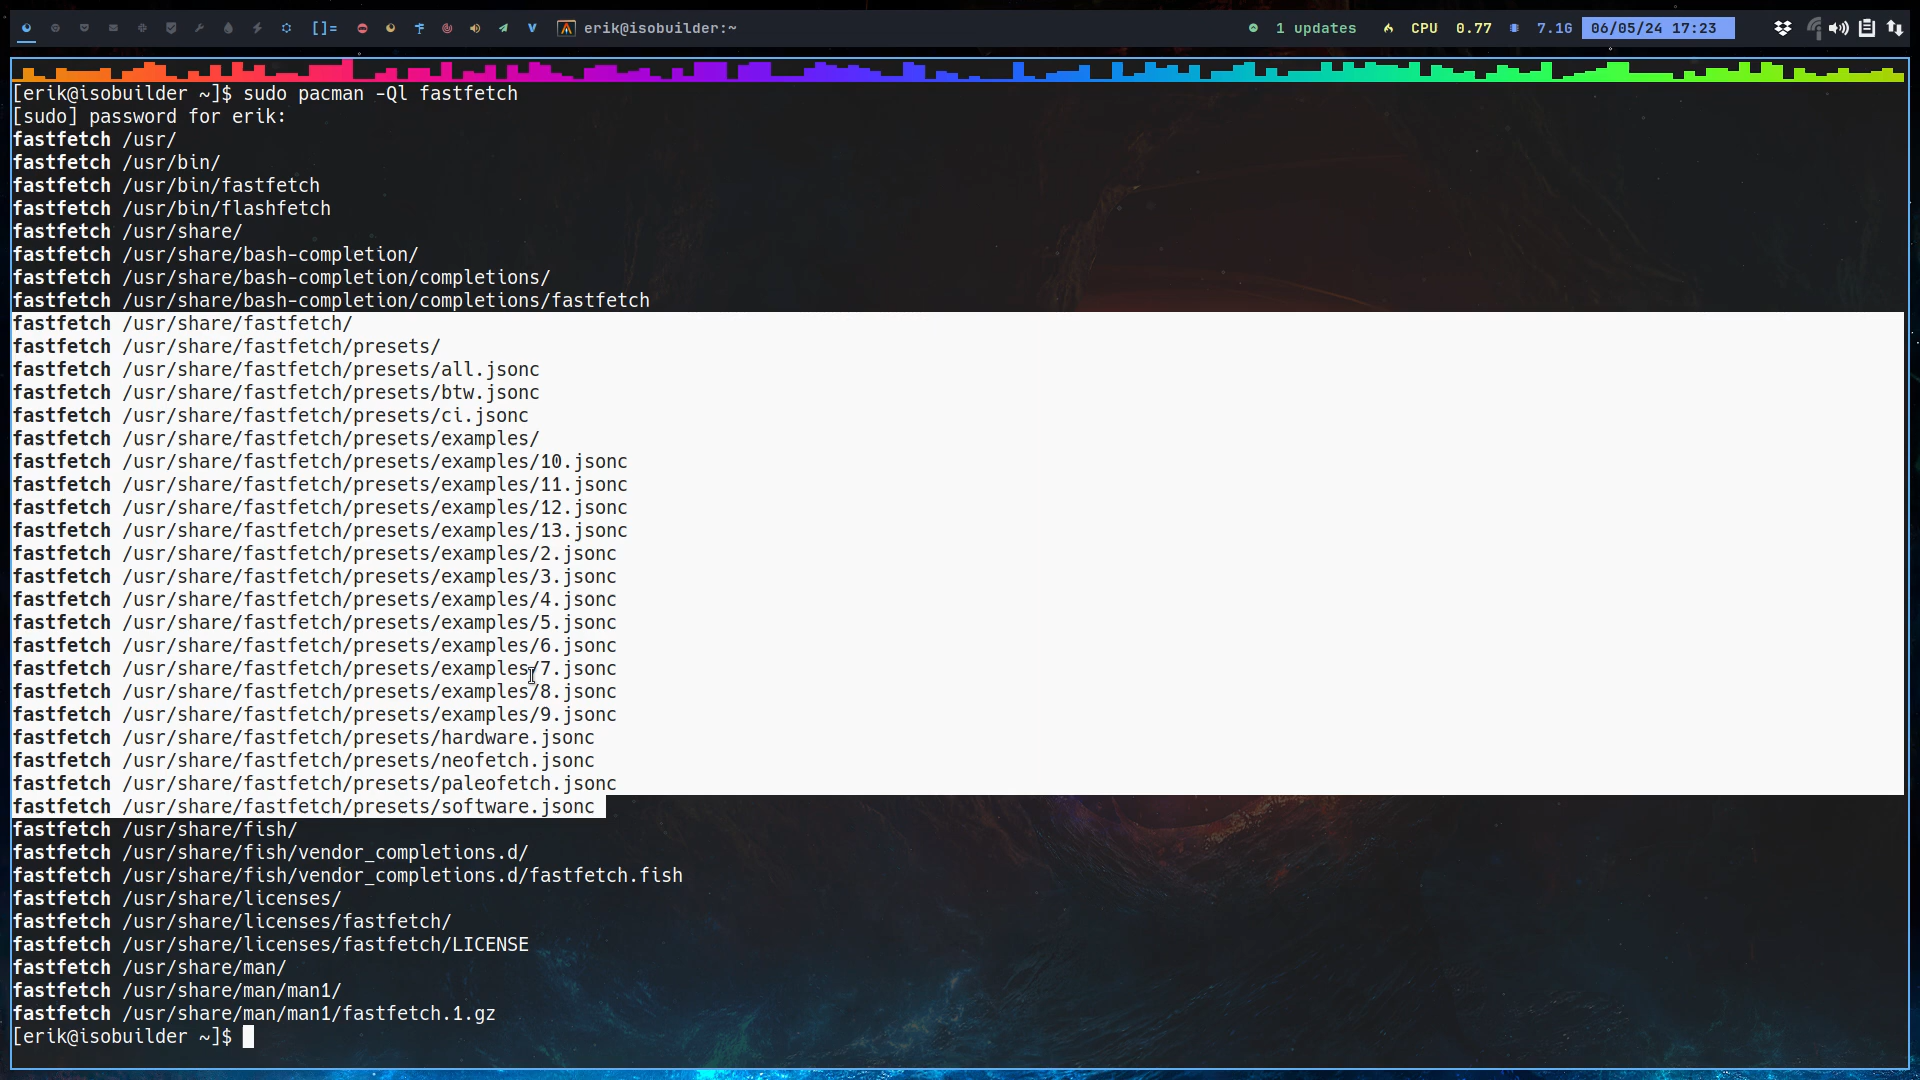 []=
V
erik@isobuilder:~
1 updates
CPU 0.77
7.1G
06/05/24 17:23
[erik@isobuilder ~]$ sudo pacman -Ql fastfetch
[sudo] password for erik:
fastfetch /usr/
fastfetch /usr/bin/
fastfetch /usr/bin/fastfetch
fastfetch /usr/bin/flashfetch
fastfetch /usr/share/
fastfetch /usr/share/bash-completion/
fastfetch /usr/share/bash-completion/completions/
fastfetch /usr/share/bash-completion/completions/fastfetch
fastfetch /usr/share/fastfetch/
fastfetch /usr/share/fastfetch/presets/
fastfetch /usr/share/fastfetch/presets/all.jsonc
fastfetch /usr/share/fastfetch/presets/btw.jsonc
fastfetch /usr/share/fastfetch/presets/ci.jsonc
fastfetch /usr/share/fastfetch/presets/examples/
fastfetch /usr/share/fastfetch/presets/examples/10.jsonc
fastfetch /usr/share/fastfetch/presets/examples/11.jsonc
fastfetch /usr/share/fastfetch/presets/examples/12.jsonc
fastfetch /usr/share/fastfetch/presets/examples/13.jsonc
fastfetch /usr/share/fastfetch/presets/examples/2.jsonc
fastfetch /usr/share/fastfetch/presets/examples/3.jsonc
fastfetch /usr/share/fastfetch/presets/examples/4.jsonc
fastfetch /usr/share/fastfetch/presets/examples/5.jsonc
fastfetch /usr/share/fastfetch/presets/examples/6.jsonc
fastfetch /usr/share/fastfetch/presets/examples/7.jsonc
fastfetch /usr/share/fastfetch/presets/examples/8.jsonc
fastfetch /usr/share/fastfetch/presets/examples/9.jsonc
fastfetch /usr/share/fastfetch/presets/hardware.jsonc
fastfetch /usr/share/fastfetch/presets/neofetch.jsonc
fastfetch /usr/share/fastfetch/presets/paleofetch.jsonc
fastfetch /usr/share/fastfetch/presets/software.jsonc
fastfetch /usr/share/fish/
fastfetch /usr/share/fish/vendor_completions.d/
fastfetch /usr/share/fish/vendor_completions.d/fastfetch.fish
fastfetch /usr/share/licenses/
fastfetch /usr/share/licenses/fastfetch/
fastfetch /usr/share/licenses/fastfetch/LICENSE
fastfetch /usr/share/man/
fastfetch /usr/share/man/man1/
fastfetch /usr/share/man/man1/fastfetch.1.gz
[erik@isobuilder ~]$